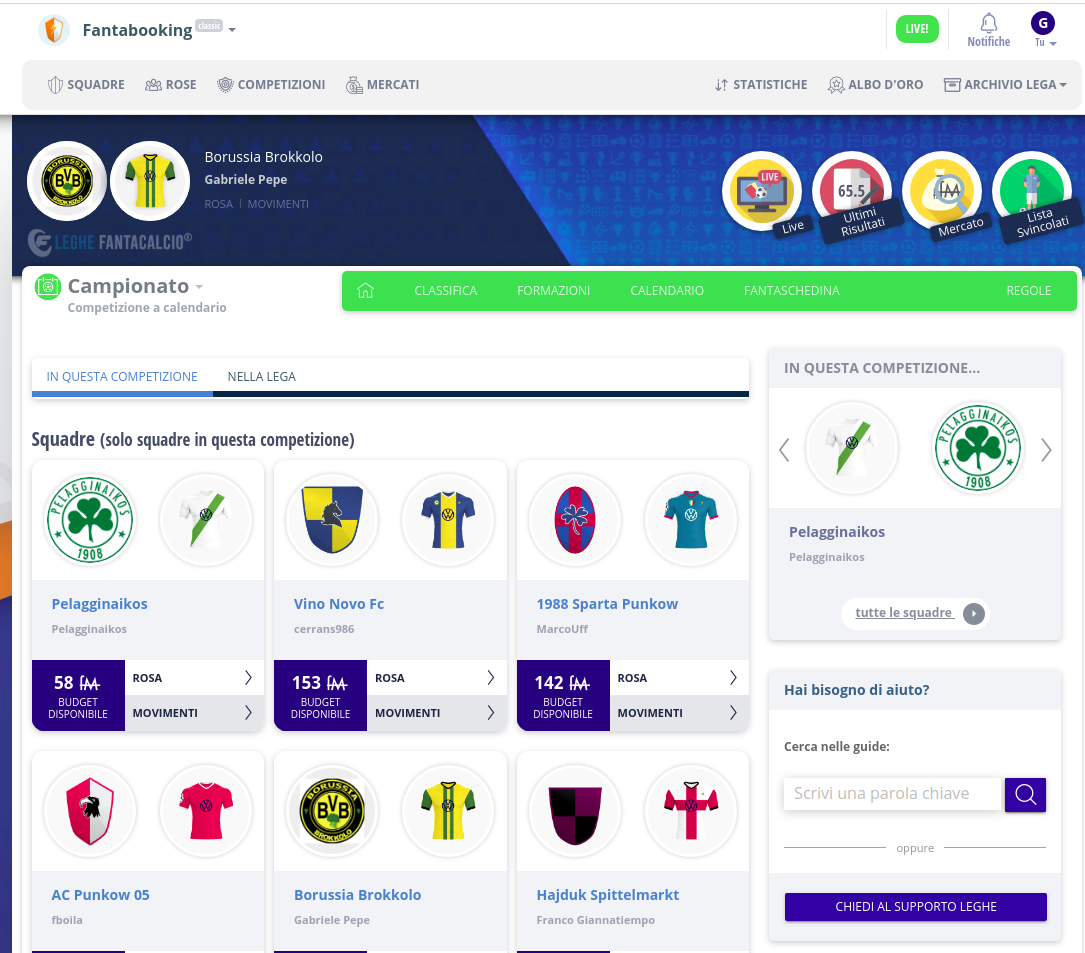 Fantabooking classic
LIVE!
Notifiche
G
Tu
SQUADRE
ROSE
COMPETIZIONI
MERCATI
STATISTICHE
ALBO D'ORO
ARCHIVIO LEGA
BORUSSIA
BVB
BROKKOLO
Borussia Brokkolo
Gabriele Pepe
ROSA | MOVIMENTI
LEGHE FANTACALCIO®
LIVE
Live
65.5
Ultimi
Risultati
Mercato
Lista
Svincolati
Campionato
Competizione a calendario
CLASSIFICA
FORMAZIONI
CALENDARIO
FANTASCHEDINA
REGOLE
IN QUESTA COMPETIZIONE
NELLA LEGA
Squadre (solo squadre in questa competizione)
PELAGGINAIKOS
1908
Pelagginaikos
Pelagginaikos
58
BUDGET
DISPONIBILE
ROSA
MOVIMENTI
Vino Novo Fc
cerrans986
153
BUDGET
DISPONIBILE
ROSA
MOVIMENTI
1988 Sparta Punkow
MarcoUff
142
BUDGET
DISPONIBILE
ROSA
MOVIMENTI
AC Punkow 05
fboila
BORUSSIA
BVB
BROKKOLO
Borussia Brokkolo
Gabriele Pepe
Hajduk Spittelmarkt
Franco Giannatiempo
IN QUESTA COMPETIZIONE...
PELAGGINAIKOS
1908
Pelagginaikos
Pelagginaikos
tutte le squadre
Hai bisogno di aiuto?
Cerca nelle guide:
Scrivi una parola chiave
oppure
CHIEDI AL SUPPORTO LEGHE